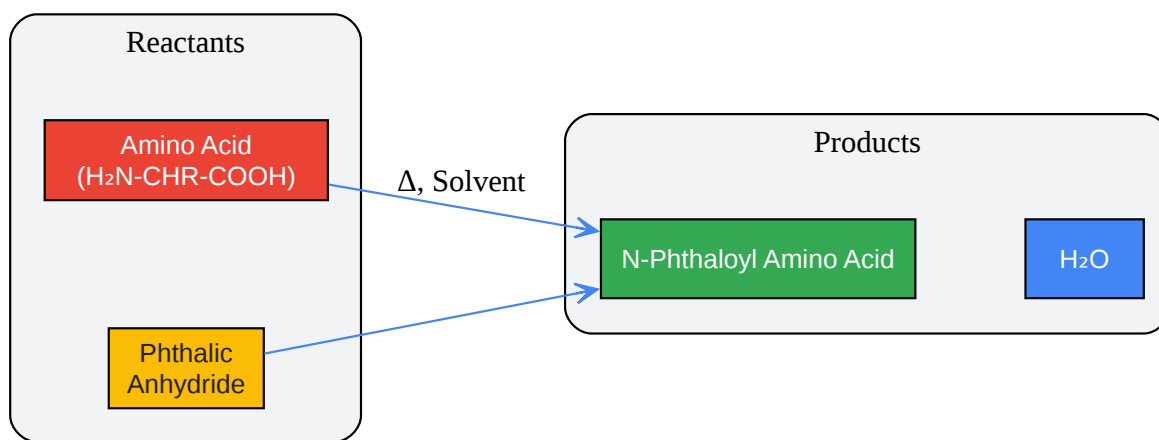 Reactants
Amino Acid
(H₂N-CHR-COOH)
Phthalic
Anhydride
Δ, Solvent
Products
N-Phthaloyl Amino Acid
H₂O